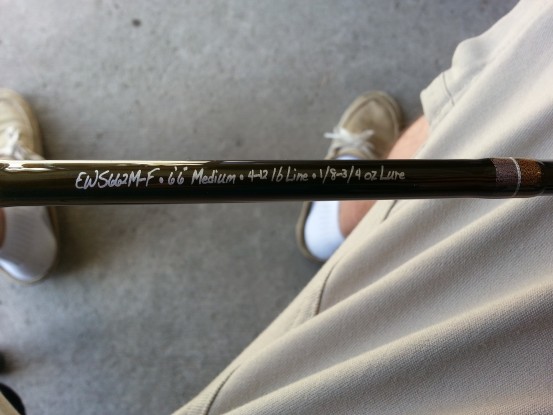 EWS662M-F • 6'6" Medium • 4-12 lb Line • 1/8-3/4 oz Lure